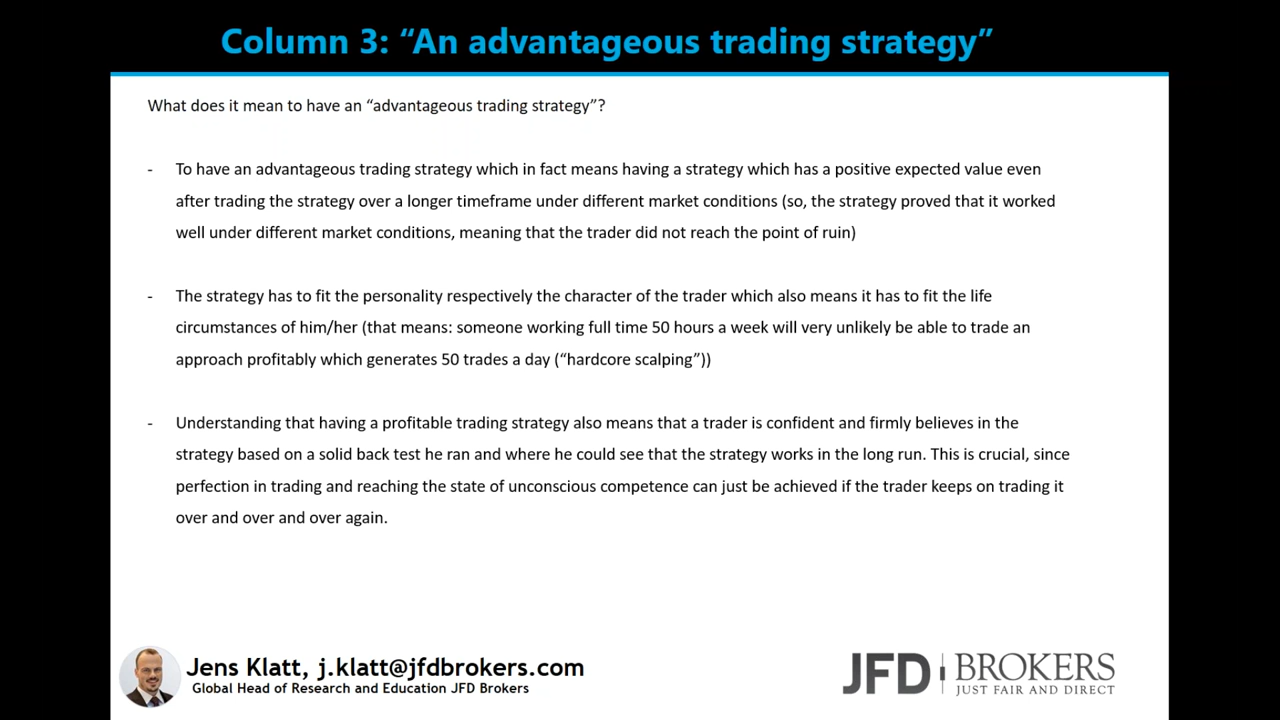 Column 3: “An advantageous trading strategy”
What does it mean to have an “advantageous trading strategy”?
- To have an advantageous trading strategy which in fact means having a strategy which has a positive expected value even
after trading the strategy over a longer timeframe under different market conditions (so, the strategy proved that it worked
well under different market conditions, meaning that the trader did not reach the point of ruin)
- The strategy has to fit the personality respectively the character of the trader which also means it has to fit the life
circumstances of him/her (that means: someone working full time 50 hours a week will very unlikely be able to trade an
approach profitably which generates 50 trades a day (“hardcore scalping”))
- Understanding that having a profitable trading strategy also means that a trader is confident and firmly believes in the
strategy based on a solid back test he ran and where he could see that the strategy works in the long run. This is crucial, since
perfection in trading and reaching the state of unconscious competence can just be achieved if the trader keeps on trading it
over and over and over again.
Jens Klatt, j.klatt@jfdbrokers.com
Global Head of Research and Education JFD Brokers
JFD BROKERS
JUST FAIR AND DIRECT